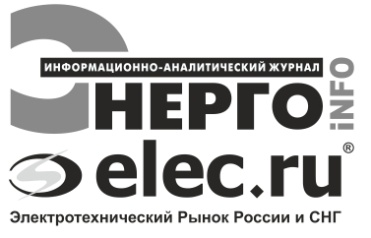 ИНФОРМАЦИОННО-АНАЛИТИЧЕСКИЙ ЖУРНАЛ
ЭНЕРГО
iNFO
elec.ru®
Электротехнический Рынок России и СНГ